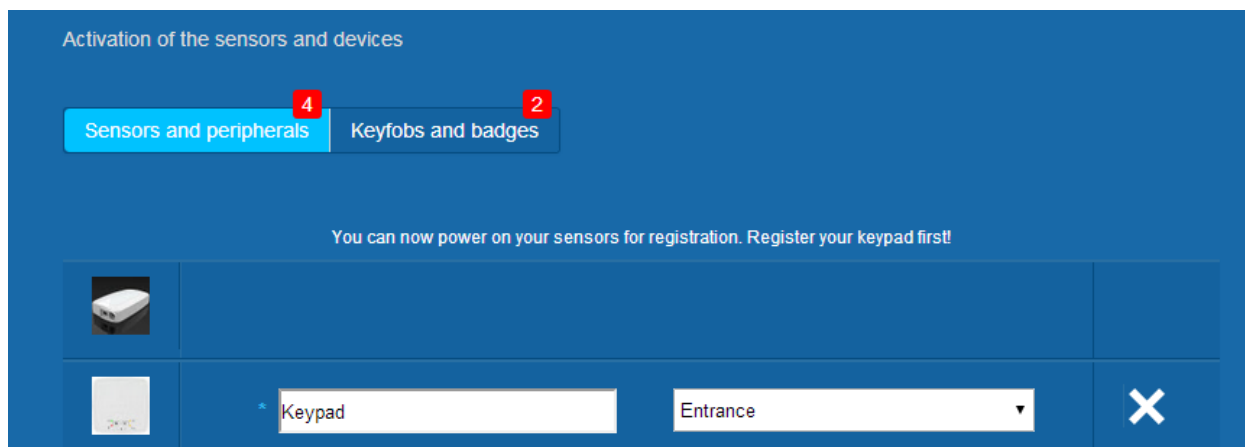 Activation of the sensors and devices
4
2
Sensors and peripherals
Keyfobs and badges
You can now power on your sensors for registration. Register your keypad first!
* Keypad
Entrance